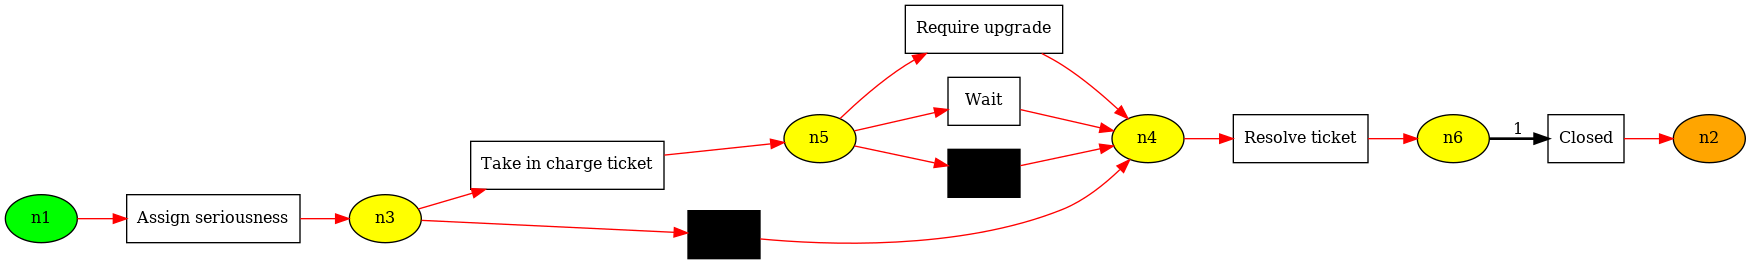 n1
Assign seriousness
n3
Take in charge ticket
n5
Require upgrade
Wait
n4
Resolve ticket
n6
1
Closed
n2